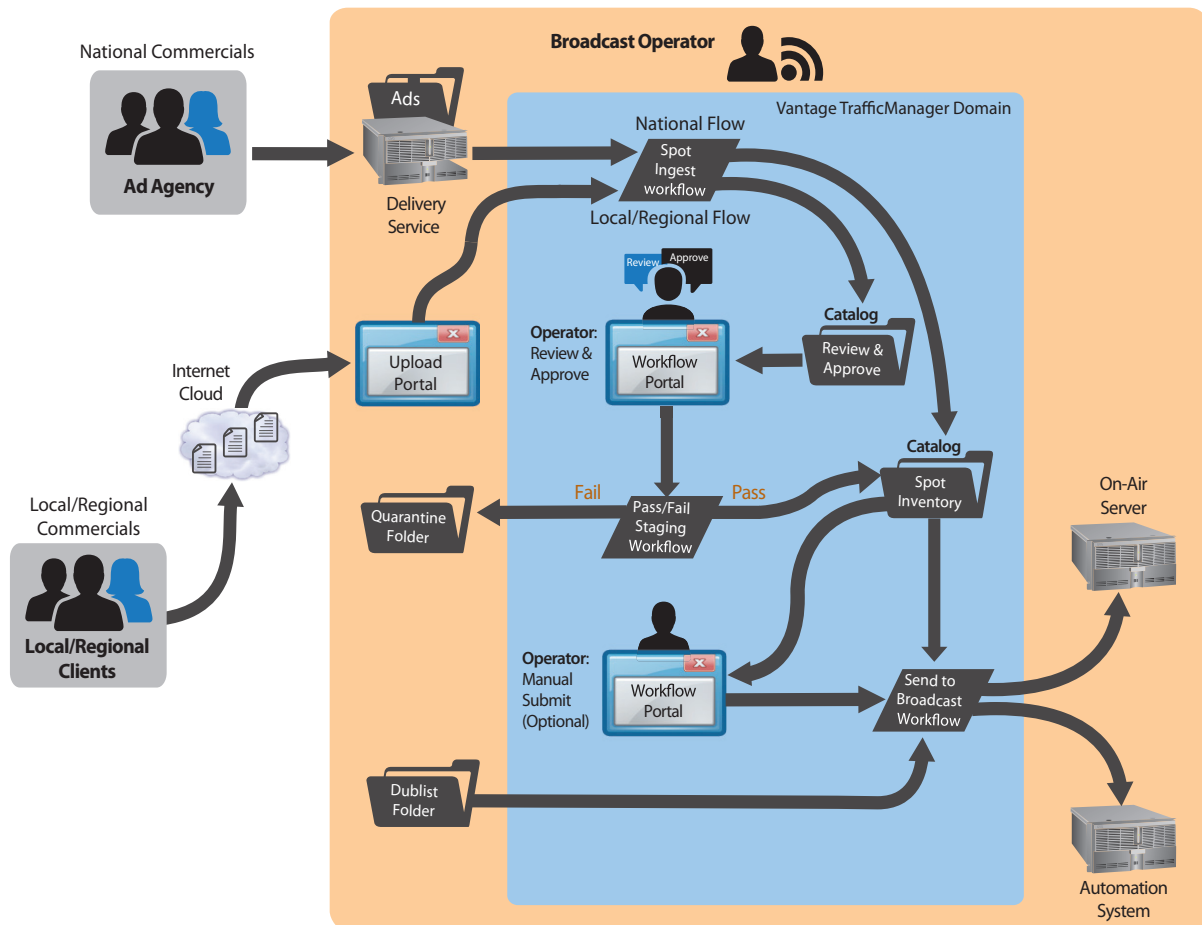 Broadcast Operator
National Commercials
Ad Agency
Ads
Delivery
Service
Vantage TrafficManager Domain
National Flow
Spot
Ingest
workflow
Local/Regional Flow
Review
Approve
Operator:
Review &
Approve
Workflow
Portal
Catalog
Review &
Approve
Upload
Portal
Internet
Cloud
Local/Regional
Commercials
Local/Regional
Clients
Catalog
Spot
Inventory
Fail
Pass
Quarantine
Folder
Pass/Fail
Staging
Workflow
On-Air
Server
Operator:
Manual
Submit
(Optional)
Workflow
Portal
Send to
Broadcast
Workflow
Dublist
Folder
Automation
System